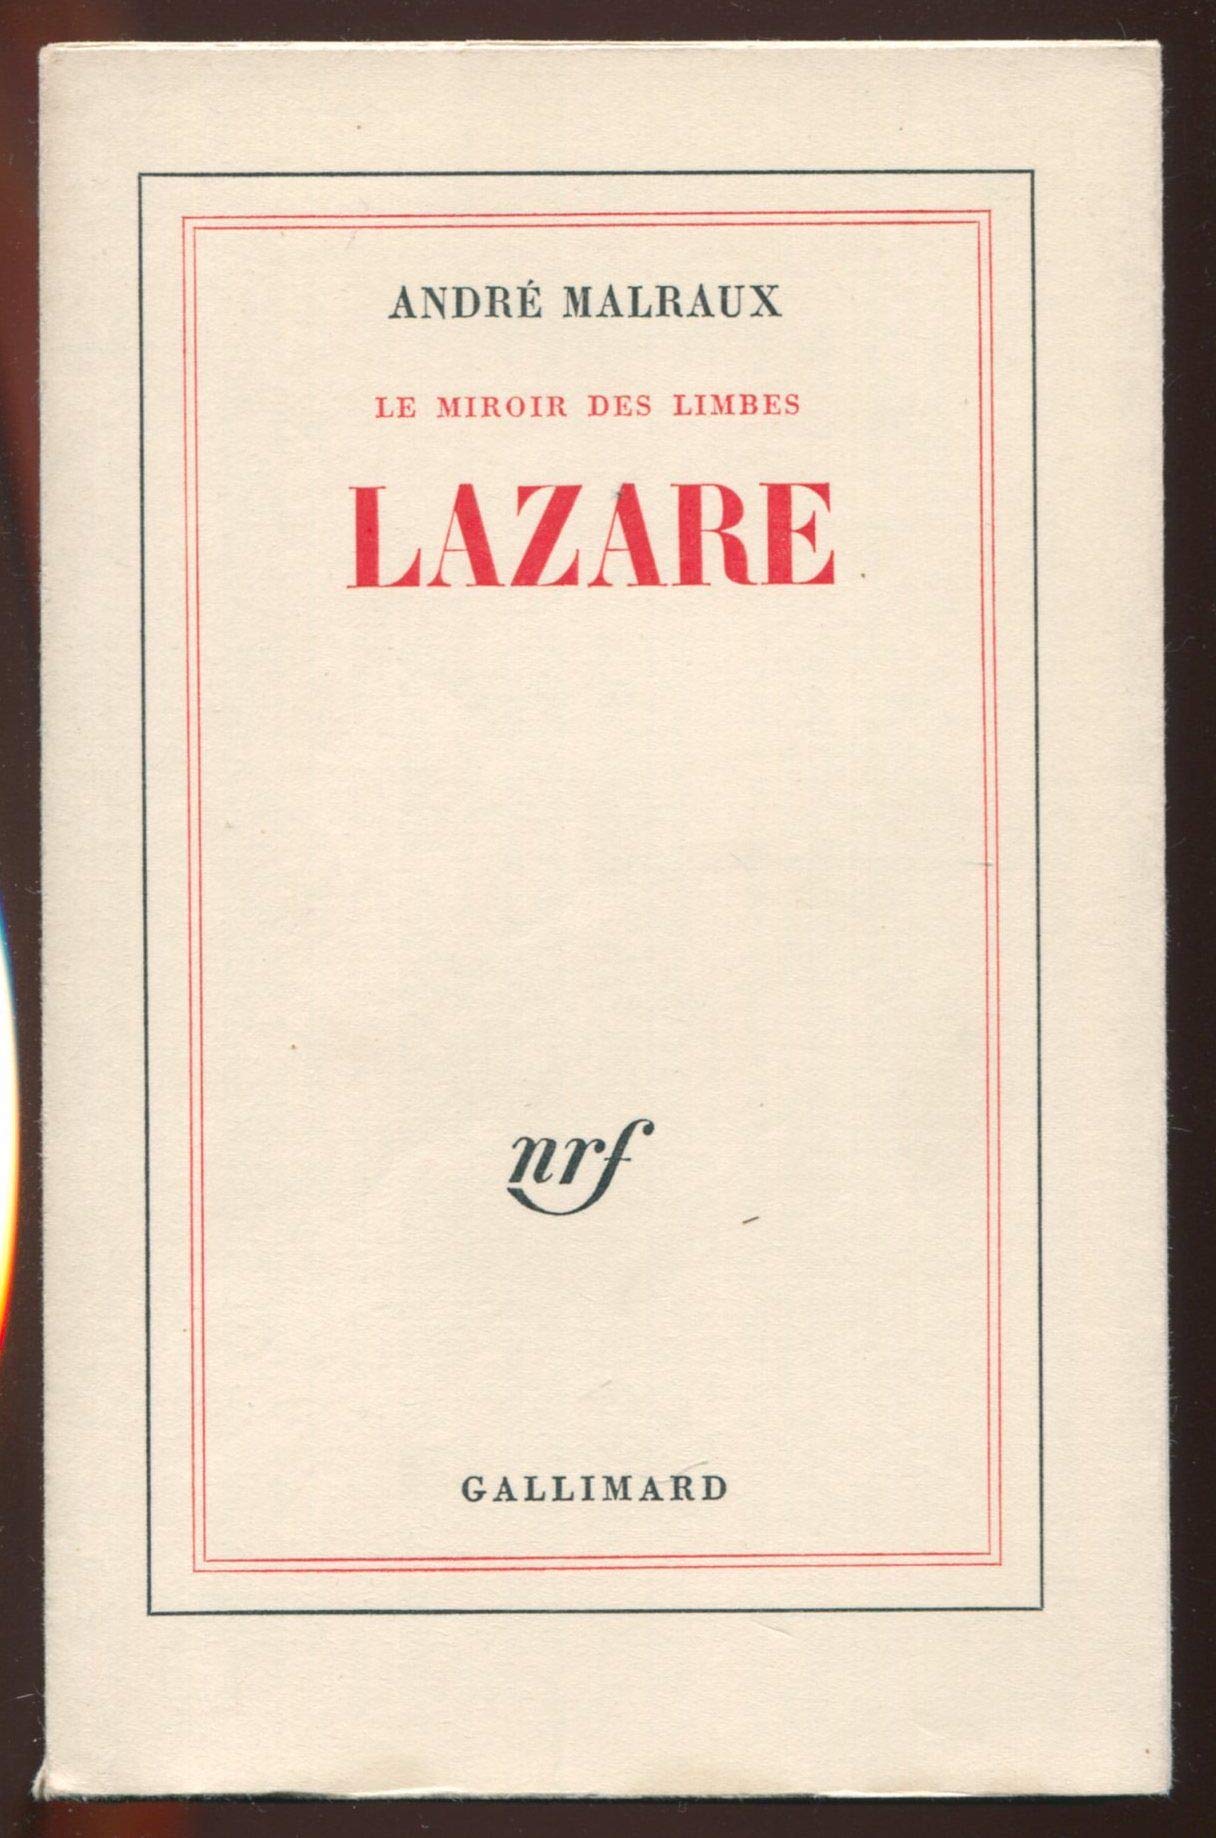 ANDRÉ MALRAUX
LE MIROIR DES LIMBES
LAZARE
nrf
GALLIMARD